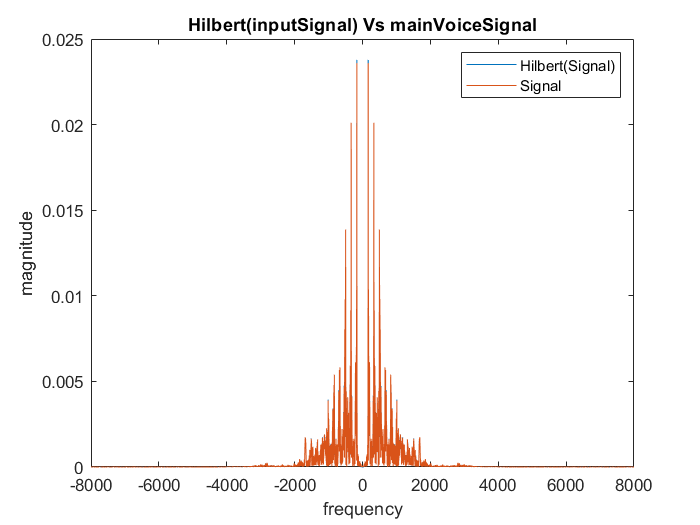 Hilbert(inputSignal) Vs mainVoiceSignal
Hilbert(Signal)
Signal
0.025
0.02
0.015
0.01
0.005
0
magnitude
-8000 -6000 -4000 -2000 0 2000 4000 6000 8000
frequency